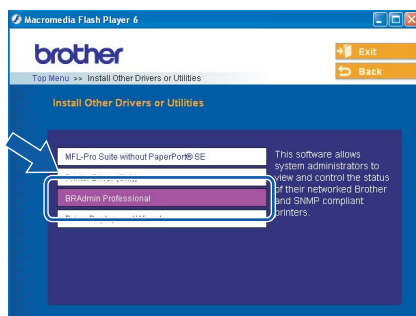 Macromedia Flash Player 6
brother
Exit
Top Menu >> Install Other Drivers or Utilities
Back
Install Other Drivers or Utilities
MFL-Pro Suite without PaperPort® SE
BRAdmin Professional
This software allows
system administrators to
view and control the status
of their networked Brother
and SNMP compliant
printers.